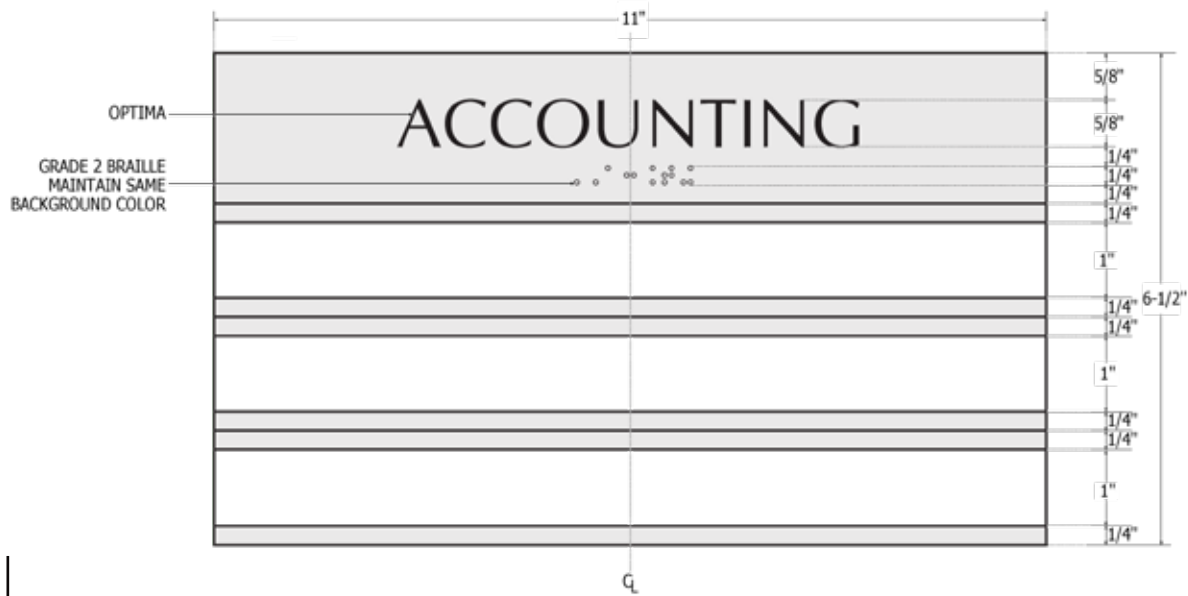 11"
5/8"
OPTIMA
ACCOUNTING
5/8"
1/4"
GRADE 2 BRAILLE
MAINTAIN SAME
BACKGROUND COLOR
1/4"
1/4"
1/4"
1"
6-1/2"
1/4"
1/4"
1"
1/4"
1/4"
1"
1/4"
CL